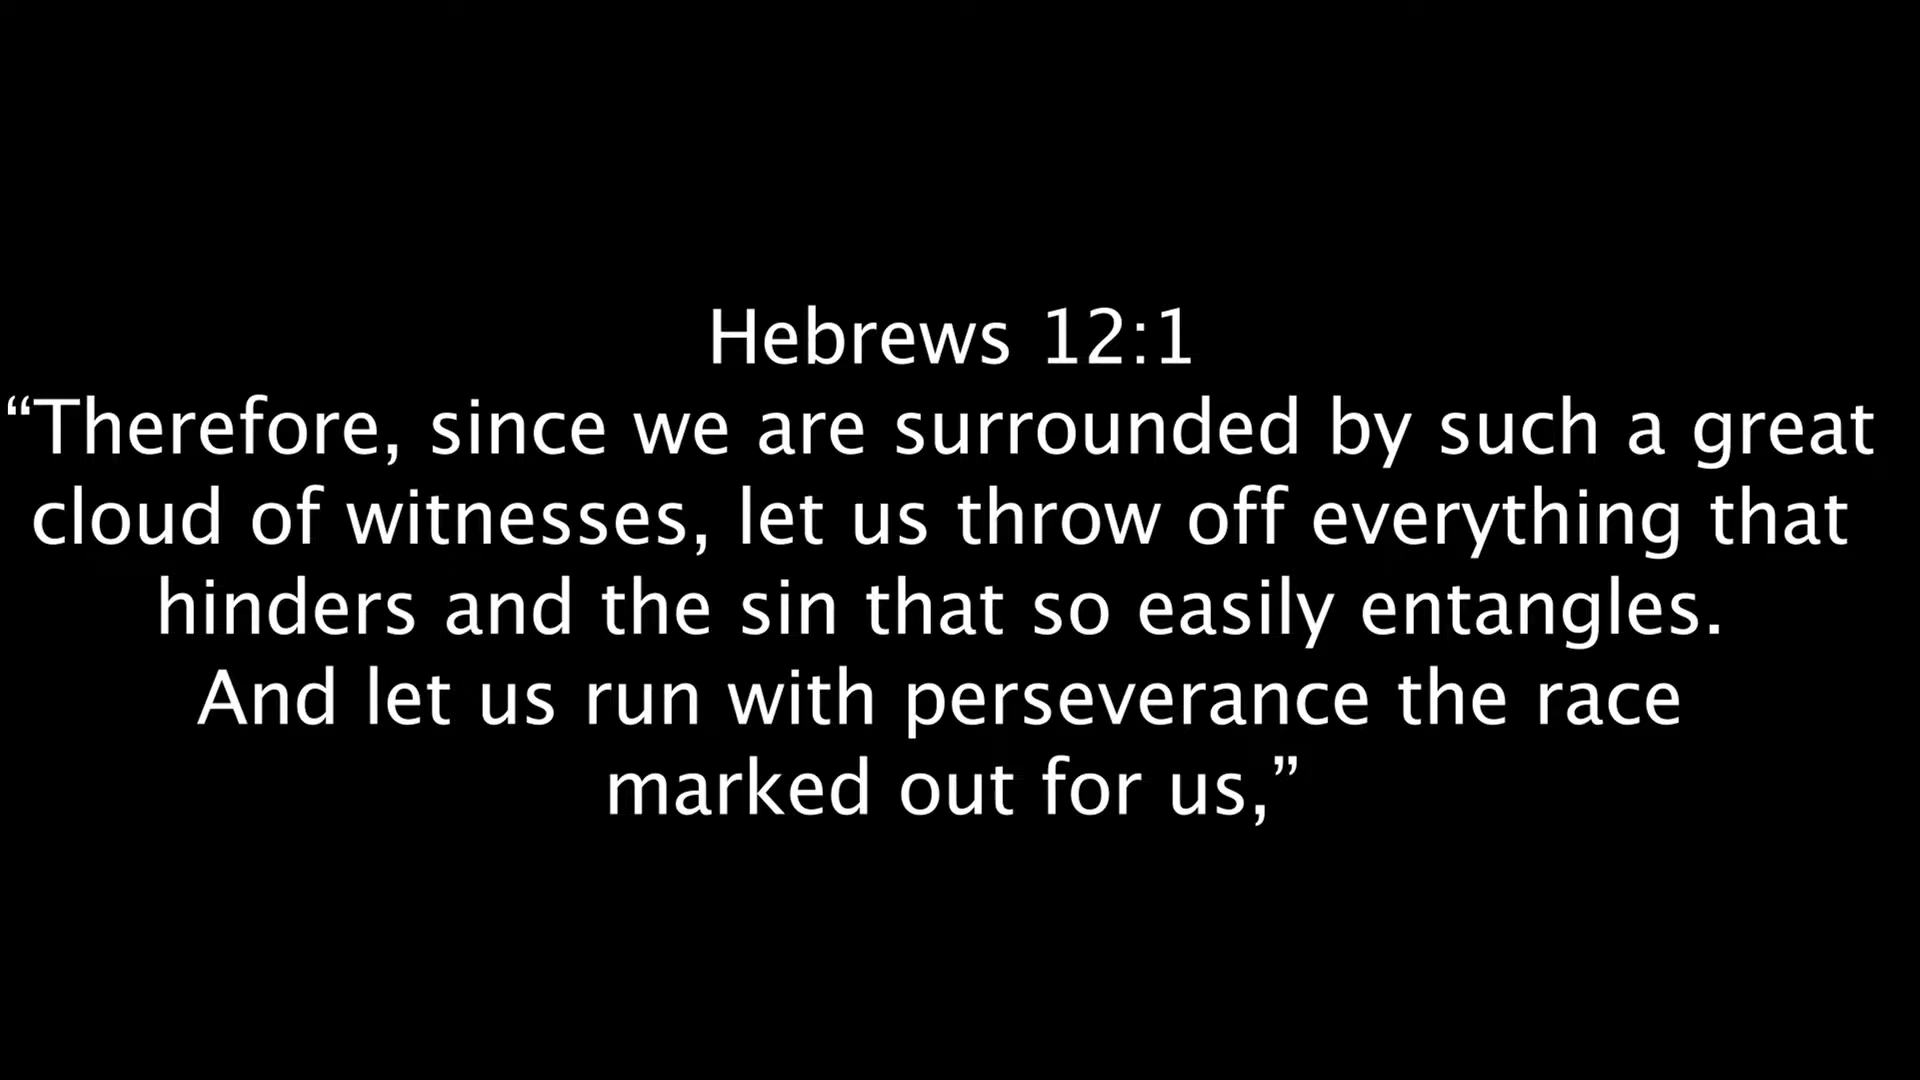 Hebrews 12:1
“Therefore, since we are surrounded by such a great
cloud of witnesses, let us throw off everything that
hinders and the sin that so easily entangles.
And let us run with perseverance the race
marked out for us,”